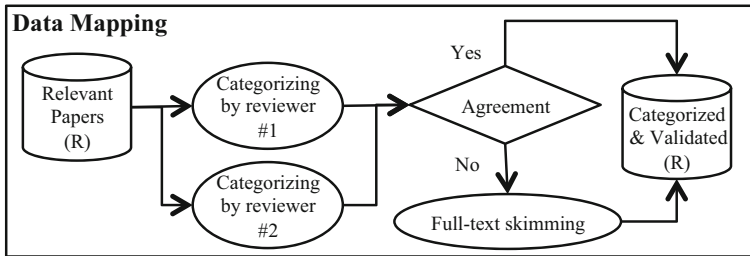 Data Mapping
Relevant
Papers
(R)
Categorizing
by reviewer
#1
Categorizing
by reviewer
#2
Yes
Agreement
No
Full-text skimming
Categorized
& Validated
(R)